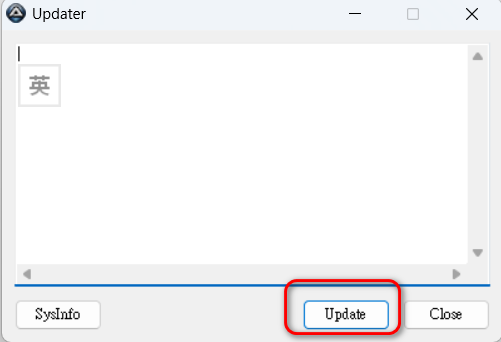 Updater
英
SysInfo
Update
Close